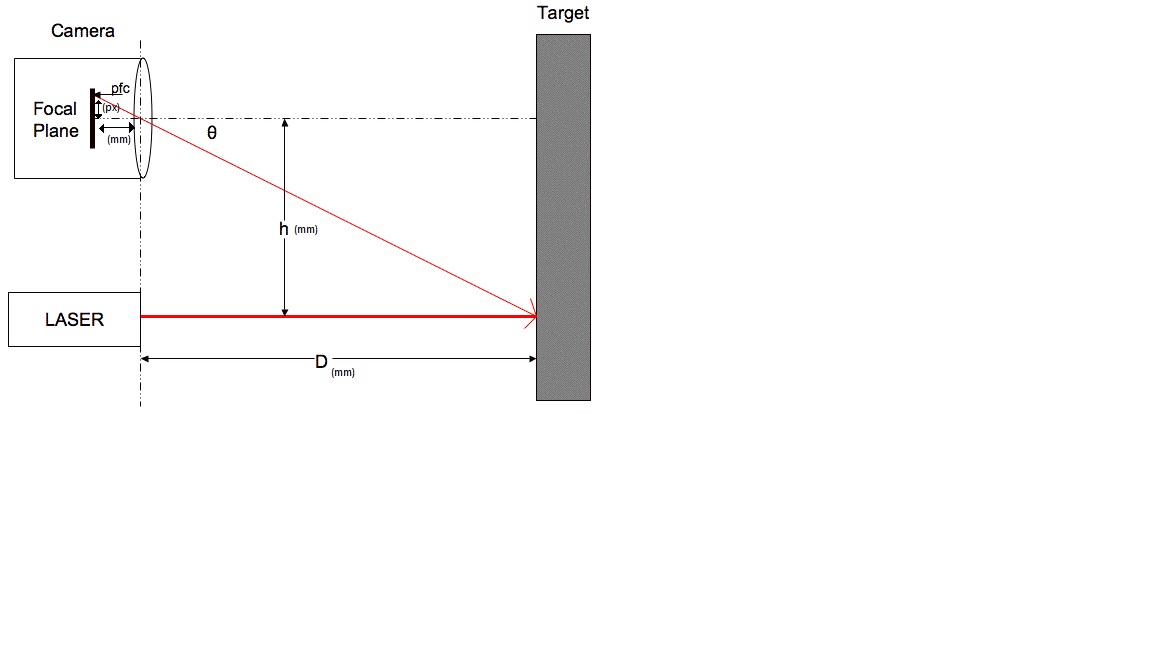 Target
Camera
pfc
Focal
Plane
(px)
(mm)
θ
h (mm)
LASER
D
(mm)